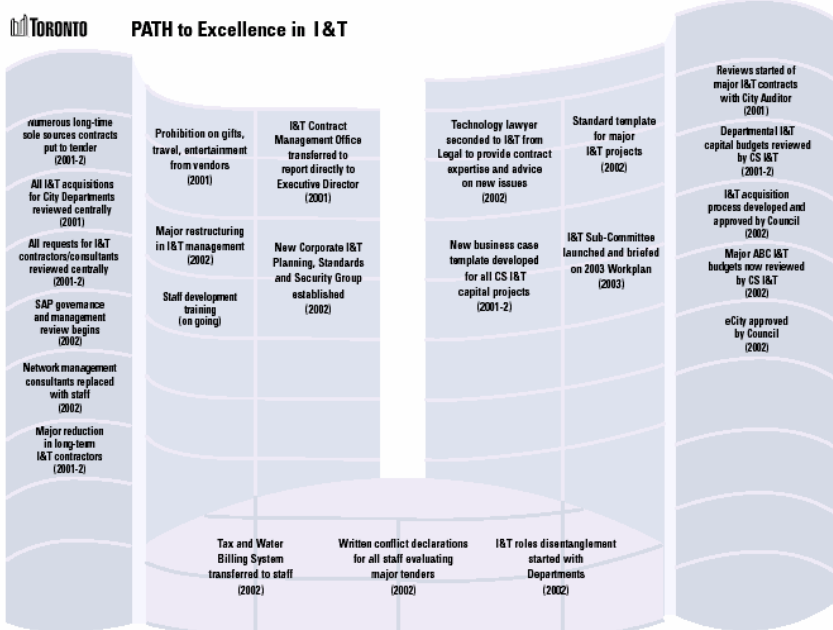 TORONTO
PATH to Excellence in I&T
Numerous long-time
sole sources contracts
put to tender
(2001-2)
All I&T acquisitions
for City Departments
reviewed centrally
(2001)
All requests for I&T
contractors/consultants
reviewed centrally
(2001-2)
SAP governance
and management
review begins
(2002)
Network management
consultants replaced
with staff
(2002)
Major reduction
in long-term
I&T contractors
(2001-2)
Prohibition on gifts,
travel, entertainment
from vendors
(2001)
Major restructuring
in I&T management
(2002)
Staff development
training
(on going)
I&T Contract
Management Office
transferred to
report directly to
Executive Director
(2001)
New Corporate I&T
Planning, Standards
and Security Group
established
(2002)
Technology lawyer
seconded to I&T from
Legal to provide contract
expertise and advice
on new issues
(2002)
New business case
template developed
for all CS I&T
capital projects
(2001-2)
Standard template
for major
I&T projects
(2002)
I&T Sub-Committee
launched and briefed
on 2003 Workplan
(2003)
Reviews started of
major I&T contracts
with City Auditor
(2001)
Departmental I&T
capital budgets reviewed
by CS I&T
(2001-2)
I&T acquisition
process developed and
approved by Council
(2002)
Major ABC I&T
budgets now reviewed
by CS I&T
(2002)
eCity approved
by Council
(2002)
Tax and Water
Billing System
transferred to staff
(2002)
Written conflict declarations
for all staff evaluating
major tenders
(2002)
I&T roles disentanglement
started with
Departments
(2002)